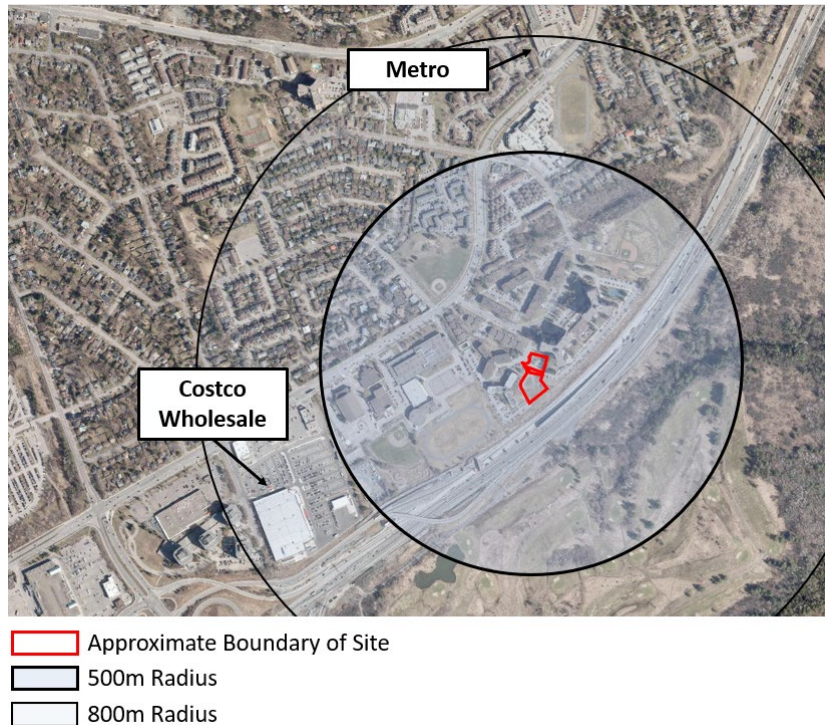 Metro
Costco
Wholesale
Approximate Boundary of Site
500m Radius
800m Radius